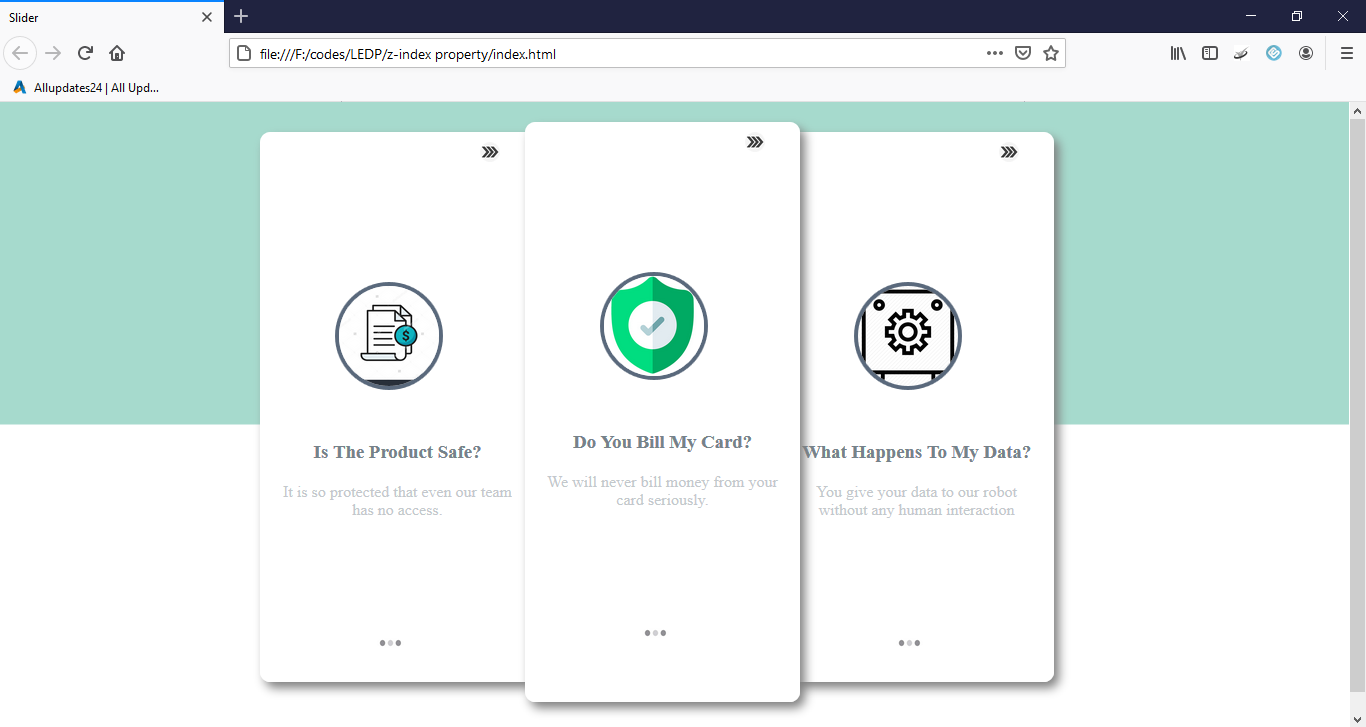 Slider
file:///F:/codes/LEDP/z-index property/index.html
Allupdates24 | All Upd...
Is The Product Safe?
It is so protected that even our team
has no access.
Do You Bill My Card?
We will never bill money from your
card seriously.
What Happens To My Data?
You give your data to our robot
without any human interaction